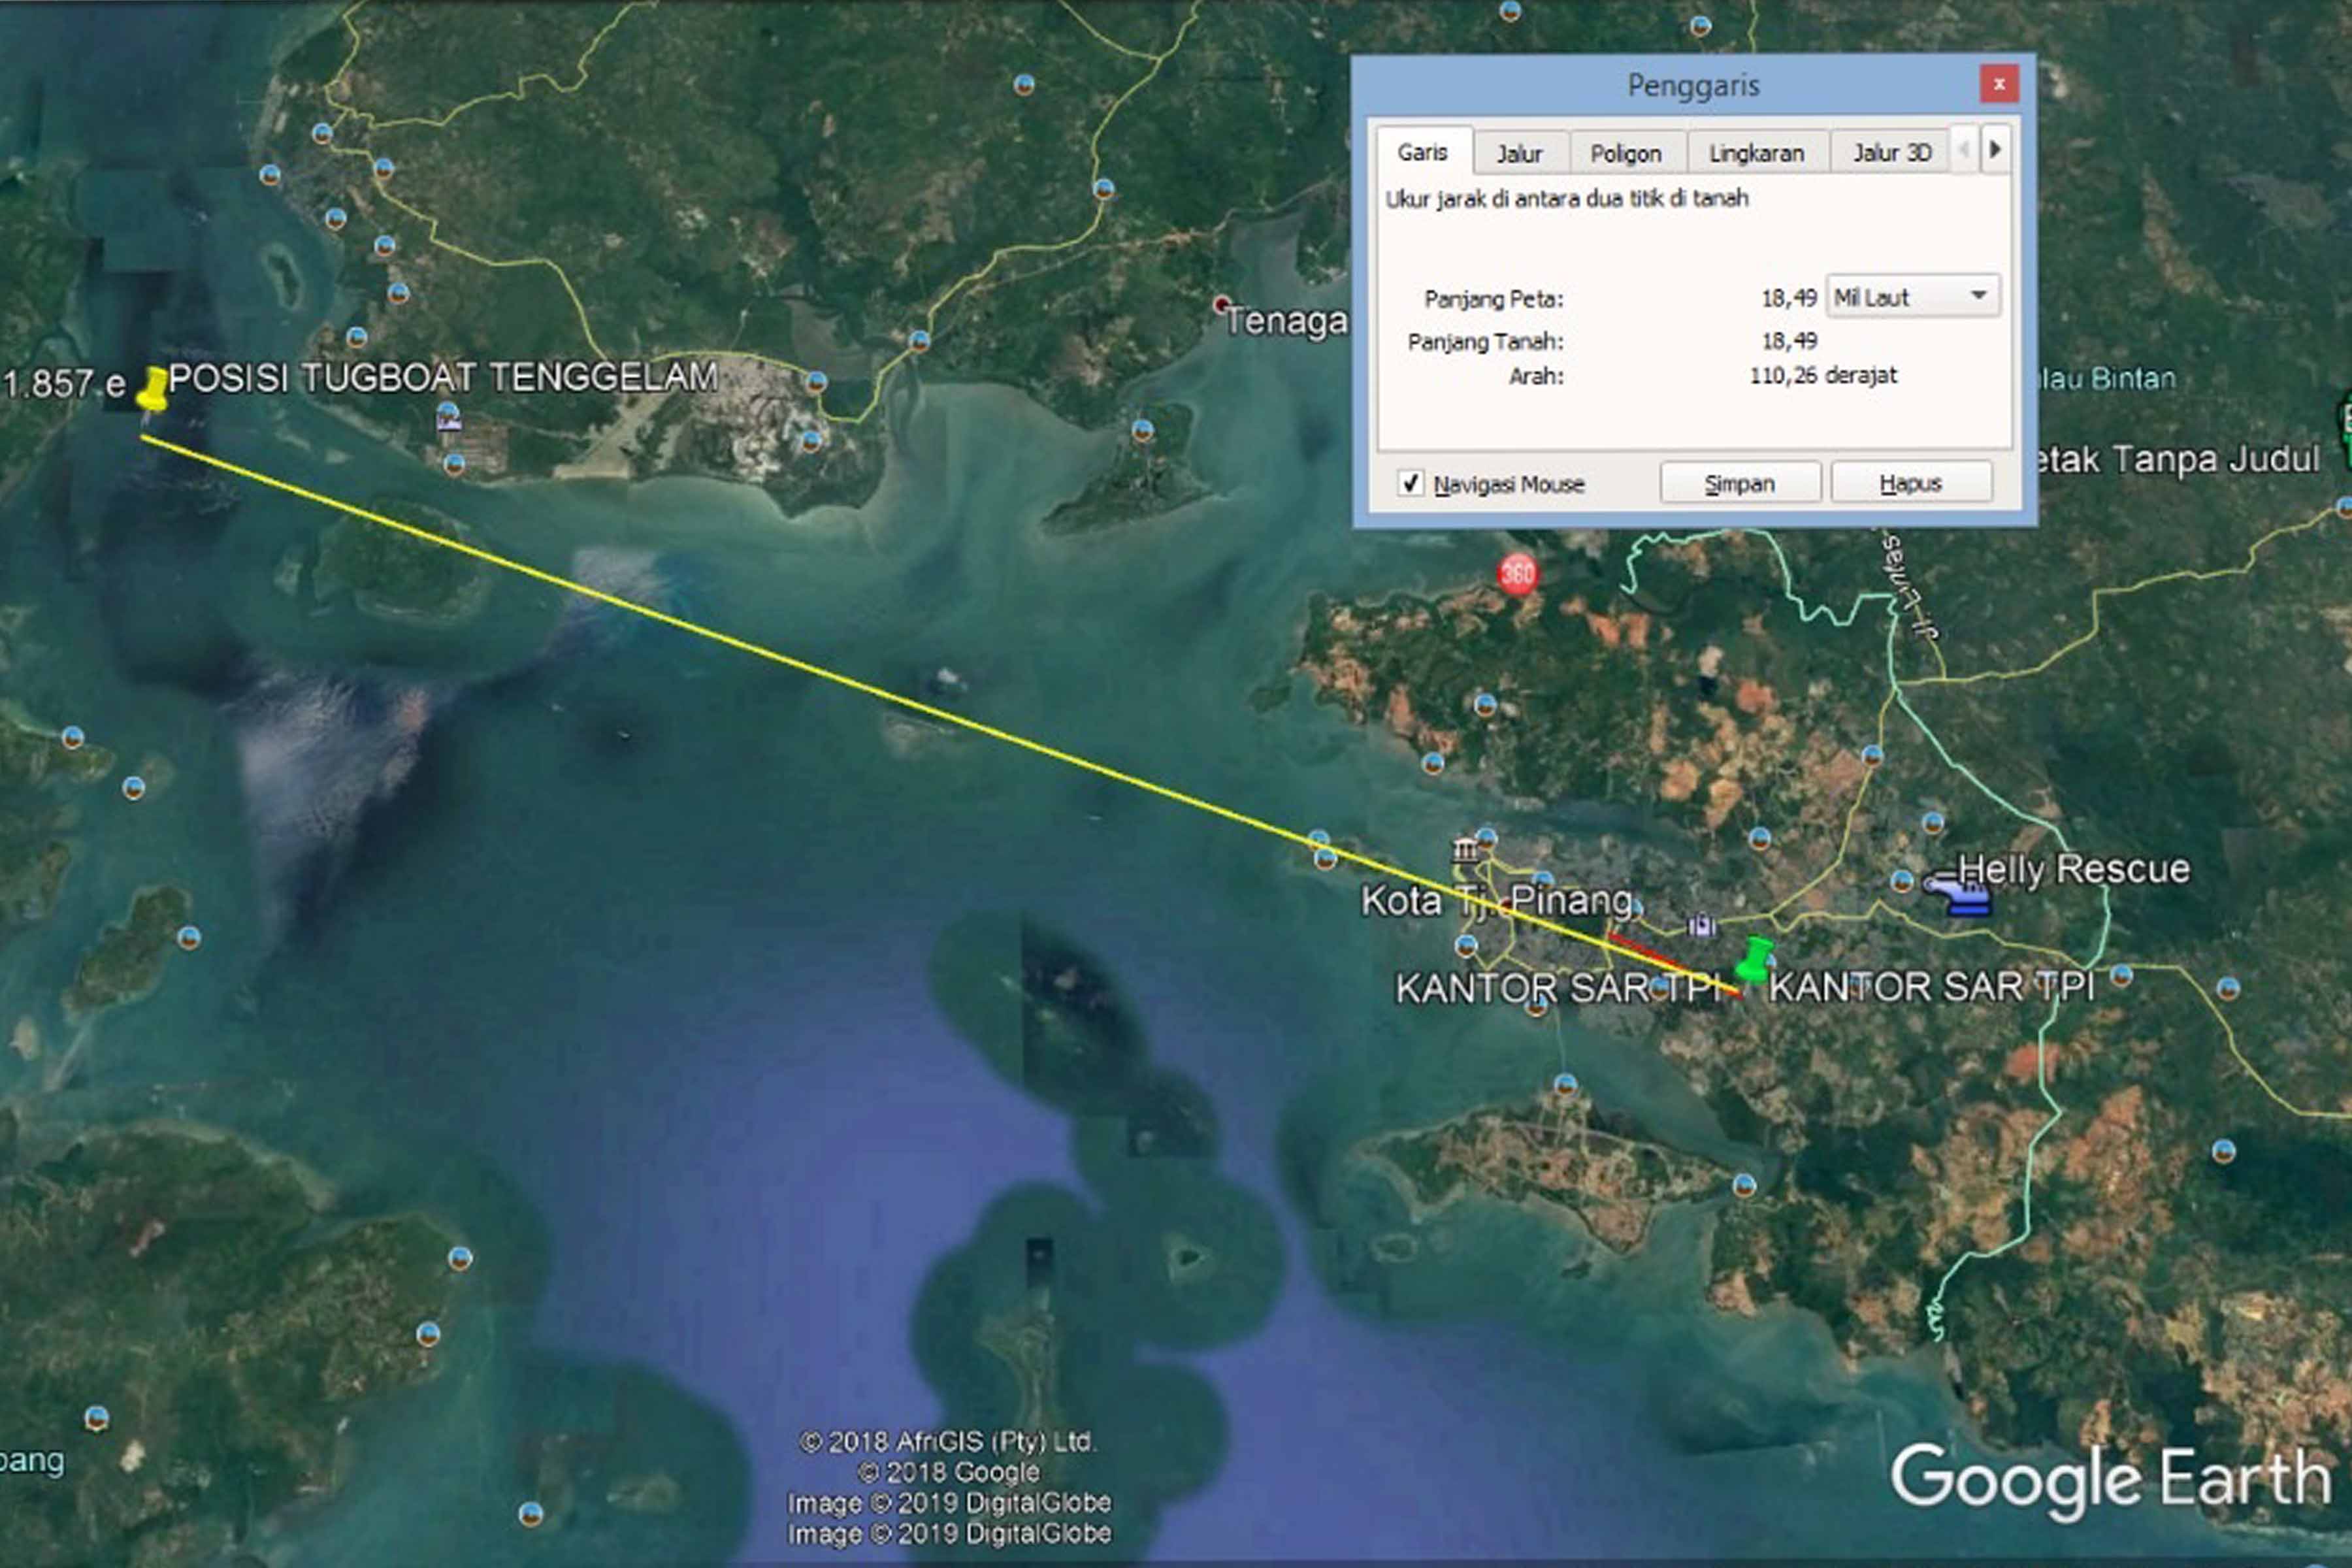 Penggaris
x
Garis
Jalur
Poligon
Lingkaran
Jalur 3D
Ukur jarak di antara dua titik di tanah
Panjang Peta: 18,49 Mil Laut
Panjang Tanah: 18,49
Arah: 110,26 derajat
Navigasi Mouse
Simpan
Hapus
Tenaga
1.857.e
POSISI TUGBOAT TENGGELAM
lau Bintan
etak Tanpa Judul
360
Jl. Lintas
Helly Rescue
Kota Tj. Pinang
KANTOR SAR TPI
KANTOR SAR TPI
pang
© 2018 AfriGIS (Pty) Ltd.
© 2018 Google
Image © 2019 DigitalGlobe
Image © 2019 DigitalGlobe
Google Earth